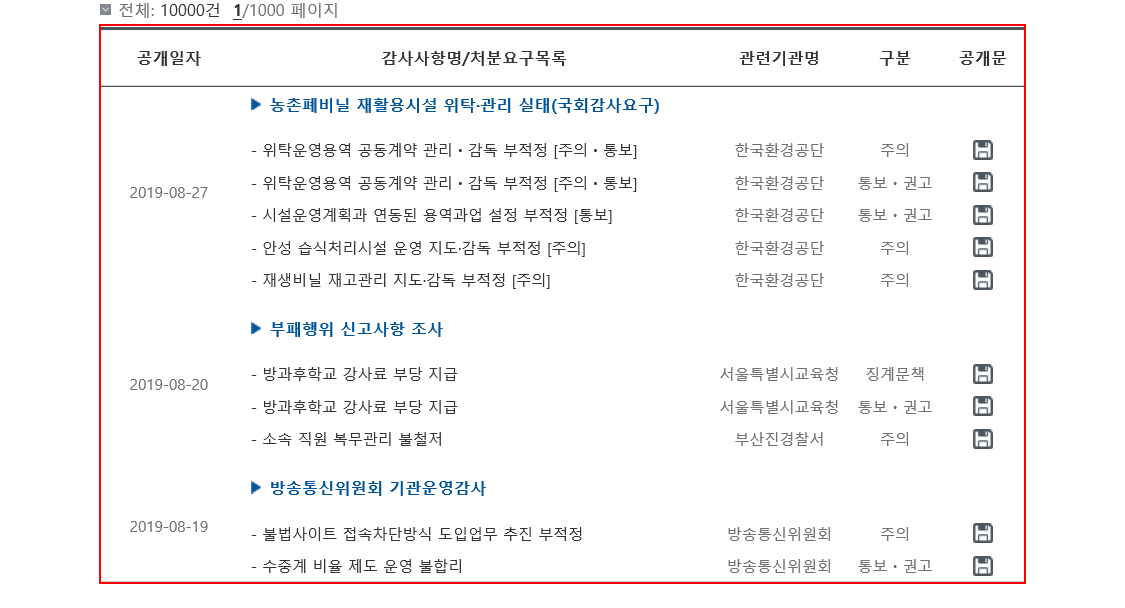 전체: 10000건 1/1000 페이지
공개일자 감사사항명/처분요구목록 관련기관명 구분 공개문
▶ 농촌폐비닐 재활용시설 위탁·관리 실태(국회감사요구)
- 위탁운영용역 공동계약 관리・감독 부적정 [주의・통보] 한국환경공단 주의
- 위탁운영용역 공동계약 관리・감독 부적정 [주의・통보] 한국환경공단 통보・권고
2019-08-27
- 시설운영계획과 연동된 용역과업 설정 부적정 [통보] 한국환경공단 통보・권고
- 안성 습식처리시설 운영 지도·감독 부적정 [주의] 한국환경공단 주의
- 재생비닐 재고관리 지도·감독 부적정 [주의] 한국환경공단 주의
▶ 부패행위 신고사항 조사
- 방과후학교 강사료 부당 지급 서울특별시교육청 징계문책
2019-08-20
- 방과후학교 강사료 부당 지급 서울특별시교육청 통보・권고
- 소속 직원 복무관리 불철저 부산진경찰서 주의
▶ 방송통신위원회 기관운영감사
2019-08-19
- 불법사이트 접속차단방식 도입업무 추진 부적정 방송통신위원회 주의
- 수중계 비율 제도 운영 불합리 방송통신위원회 통보・권고